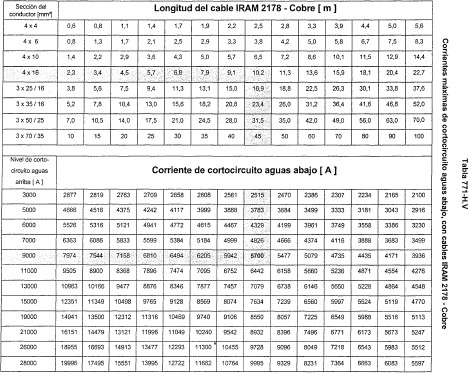 Sección del conductor [mm²] Longitud del cable IRAM 2178 - Cobre [ m ]
4 x 4 0,6 0,8 1,1 1,4 1,7 1,9 2,2 2,5 2,8 3,3 3,9 4,4 5,0 5,6
4 x 6 0,8 1,3 1,7 2,1 2,5 2,9 3,3 3,8 4,2 5,0 5,8 6,7 7,5 8,3
4 x 10 1,4 2,2 2,9 3,6 4,3 5,0 5,7 6,5 7,2 8,6 10,1 11,5 12,9 14,4
4 x 16 2,3 3,4 4,5 5,7 6,8 7,9 9,1 10,2 11,3 13,6 15,9 18,1 20,4 22,7
3 x 25 / 16 3,8 5,6 7,5 9,4 11,3 13,1 15,0 16,9 18,8 22,5 26,3 30,1 33,8 37,6
3 x 35 / 16 5,2 7,8 10,4 13,0 15,6 18,2 20,8 23,4 26,0 31,2 36,4 41,6 46,8 52,0
3 x 50 / 25 7,0 10,5 14,0 17,5 21,0 24,5 28,0 31,5 35,0 42,0 49,0 56,0 63,0 70,0
3 x 70 / 35 10 15 20 25 30 35 40 45 50 60 70 80 90 100
Nivel de corto-circuito aguas arriba [ A ] Corriente de cortocircuito aguas abajo [ A ]
3000 2877 2819 2763 2709 2658 2608 2561 2515 2470 2386 2307 2234 2165 2100
5000 4666 4516 4375 4242 4117 3999 3888 3783 3684 3499 3333 3181 3043 2916
6000 5526 5316 5121 4941 4772 4615 4467 4329 4199 3961 3749 3558 3386 3230
7000 6363 6086 5833 5599 5384 5184 4999 4826 4666 4374 4116 3889 3683 3499
9000 7974 7544 7158 6810 6494 6205 5942 5700 5477 5079 4735 4435 4171 3936
11000 9505 8900 8368 7896 7474 7095 6752 6442 6158 5660 5236 4871 4554 4276
13000 10963 10166 9477 8876 8346 7877 7457 7079 6738 6146 5650 5228 4864 4548
15000 12351 11349 10498 9765 9128 8569 8074 7634 7239 6560 5997 5524 5119 4770
19000 14941 13500 12312 11316 10469 9740 9106 8550 8057 7225 6549 5988 5516 5113
21000 16151 14479 13121 11996 11049 10240 9542 8932 8396 7496 6771 6173 5673 5247
26000 18955 16693 14913 13477 12293 11300 10455 9728 9096 8049 7218 6543 5983 5512
28000 19996 17495 15551 13995 12722 11662 10764 9995 9329 8231 7364 6663 6083 5597
Tabla 771-H.V
Corrientes máximas de cortocircuito aguas abajo, con cables IRAM 2178 - Cobre